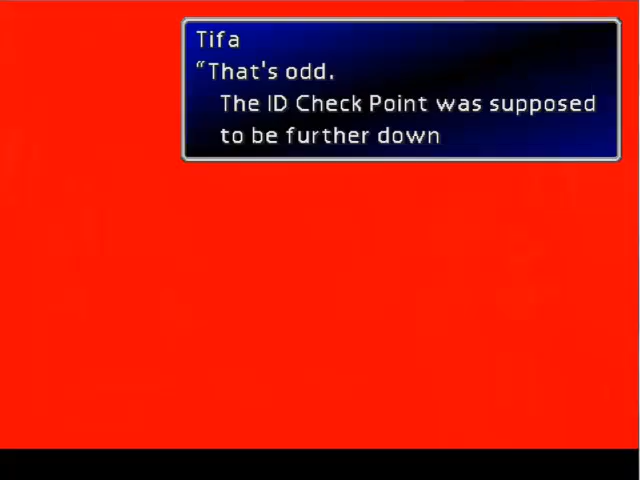 Tifa
“That's odd.
The ID Check Point was supposed
to be further down